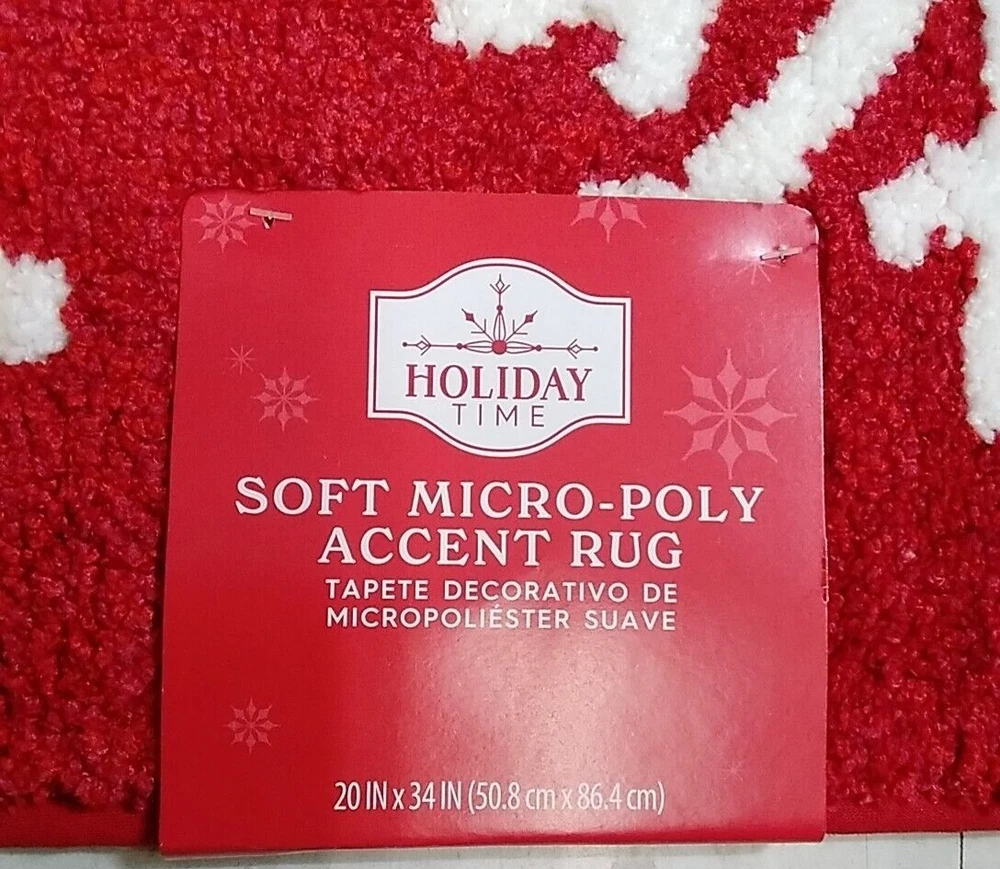 HOLIDAY
TIME
SOFT MICRO-POLY
ACCENT RUG
TAPETE DECORATIVO DE
MICROPOLIÉSTER SUAVE
20 IN x 34 IN (50.8 cm x 86.4 cm)